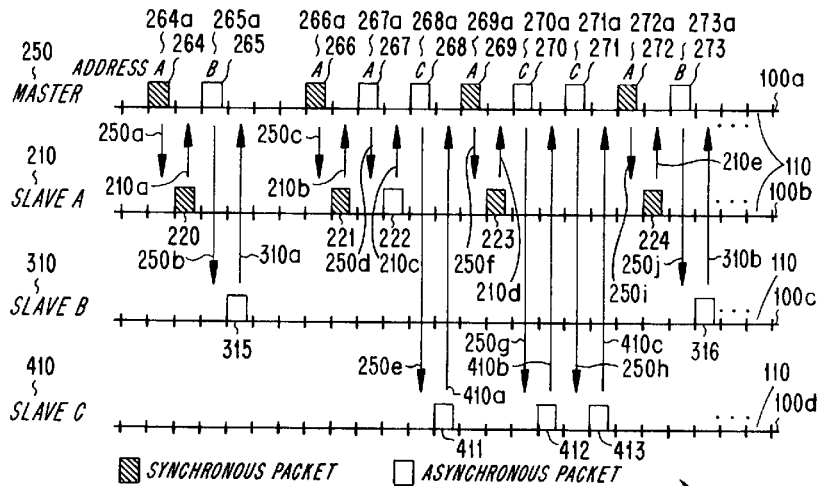 264a 265a 266a 267a 268a 269a 270a 271a 272a 273a
264 265 266 267 268 269 270 271 272 273
250 ADDRESS A B A A C A C C A B
MASTER 100a
250a 250c
210 210a 210b 210e 110
SLAVE A 100b
220 221 222 223 224
250b 310a 250d 210c 250f 210d 250i 250j 310b
310 110
SLAVE B 100c
315 316
250e 250g 410c
410 410b 250h 110
SLAVE C 410a 100d
411 412 413
SYNCHRONOUS PACKET ASYNCHRONOUS PACKET